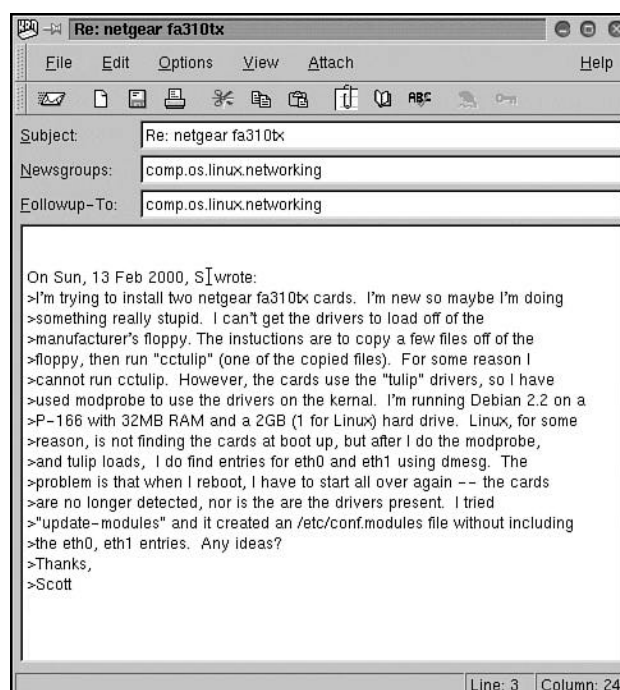 Re: netgear fa310tx
File Edit Options View Attach Help
ABC
Subject: Re: netgear fa310tx
Newsgroups: comp.os.linux.networking
Followup-To: comp.os.linux.networking
On Sun, 13 Feb 2000, S wrote:
>I'm trying to install two netgear fa310tx cards. I'm new so maybe I'm doing
>something really stupid. I can't get the drivers to load off of the
>manufacturer's floppy. The instuctions are to copy a few files off of the
>floppy, then run "cctulip" (one of the copied files). For some reason I
>cannot run cctulip. However, the cards use the "tulip" drivers, so I have
>used modprobe to use the drivers on the kernal. I'm running Debian 2.2 on a
>P-166 with 32MB RAM and a 2GB (1 for Linux) hard drive. Linux, for some
>reason, is not finding the cards at boot up, but after I do the modprobe,
>and tulip loads, I do find entries for eth0 and eth1 using dmesg. The
>problem is that when I reboot, I have to start all over again -- the cards
>are no longer detected, nor is the are the drivers present. I tried
>"update-modules" and it created an /etc/conf.modules file without including
>the eth0, eth1 entries. Any ideas?
>Thanks,
>Scott
Line: 3 Column: 24